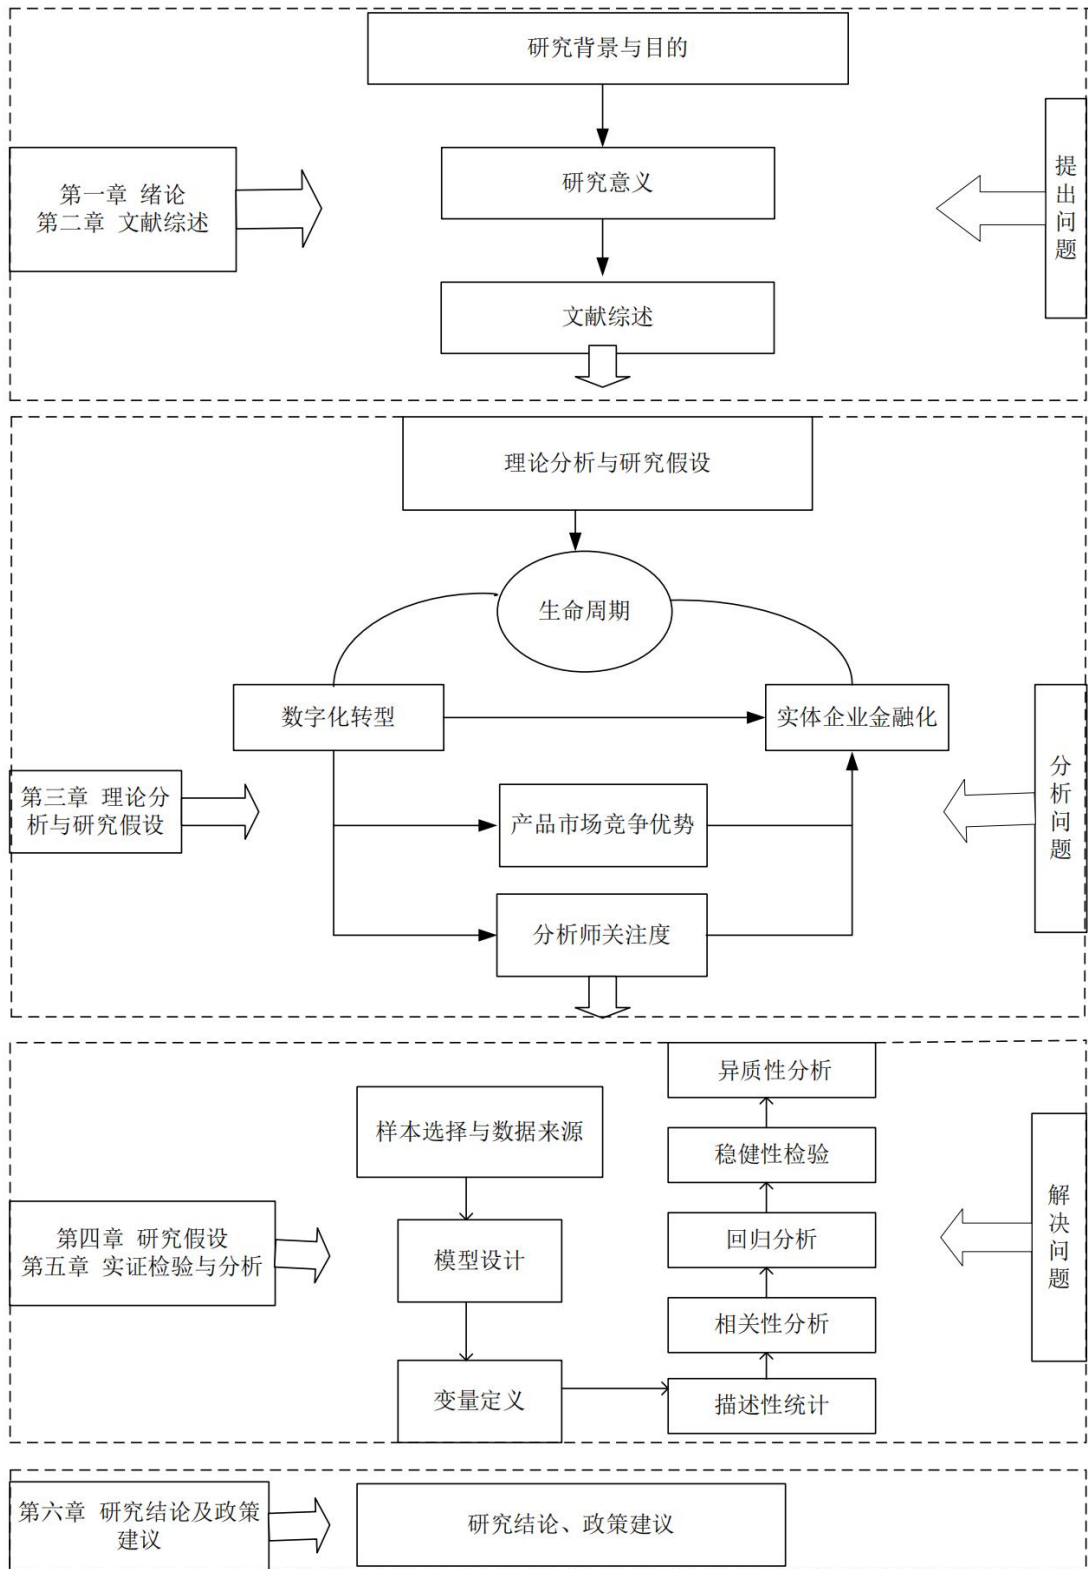 研究背景与目的
第一章 绪论
第二章 文献综述
研究意义
提出问题
文献综述
理论分析与研究假设
生命周期
数字化转型
实体企业金融化
第三章 理论分
析与研究假设
产品市场竞争优势
分析问题
分析师关注度
异质性分析
样本选择与数据来源
稳健性检验
第四章 研究假设
第五章 实证检验与分析
模型设计
回归分析
解决问题
相关性分析
变量定义
描述性统计
第六章 研究结论及政策
建议
研究结论、政策建议